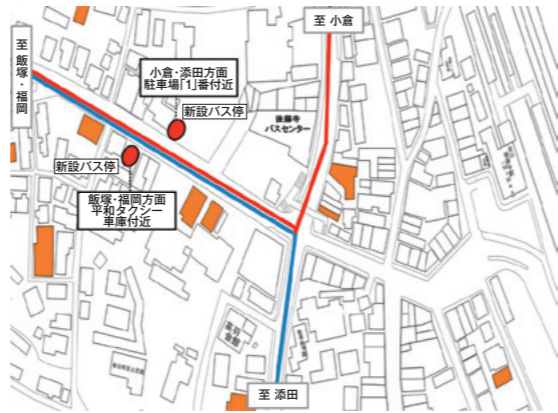 至 小倉
至 飯塚・福岡
小倉・添田方面
駐車場「1」番付近
新設バス停
後藤寺
バスセンター
新設バス停
飯塚・福岡方面
平和タクシー
車庫付近
至 添田